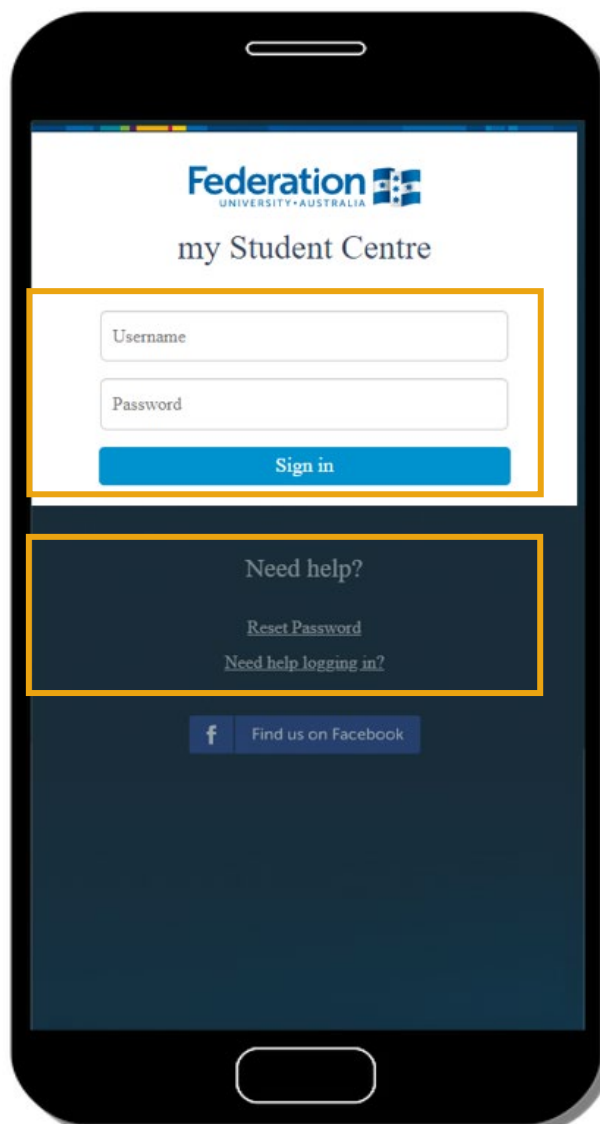 Federation
UNIVERSITY•AUSTRALIA
my Student Centre
Username
Password
Sign in
Need help?
Reset Password
Need help logging in?
f Find us on Facebook